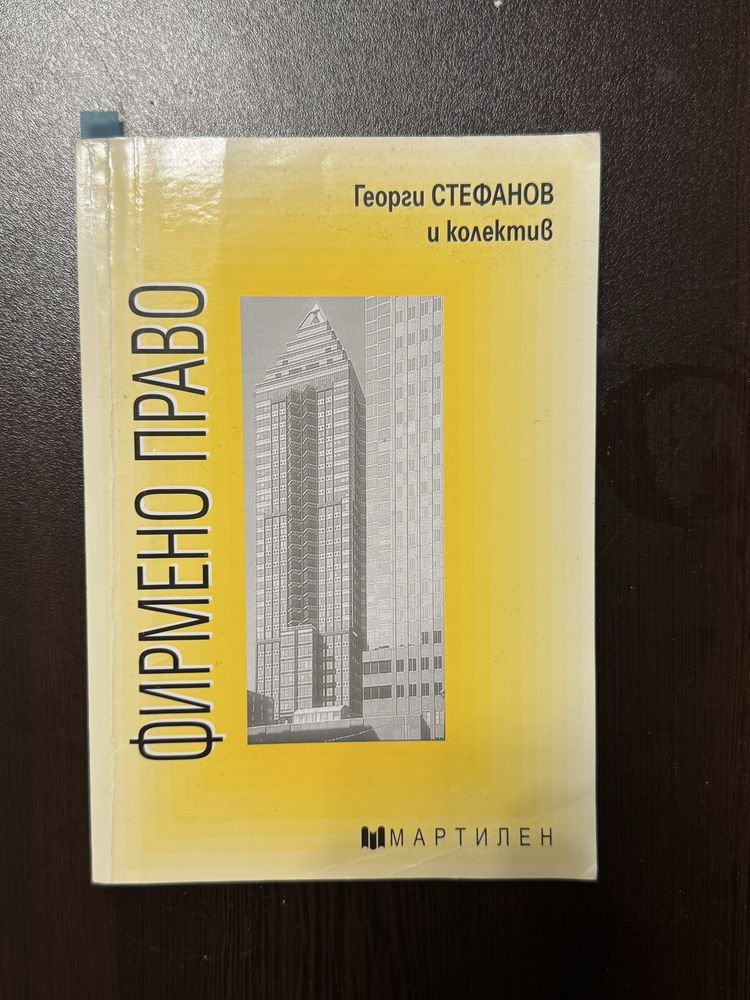 Георги СТЕФАНОВ
и колектив
ФИРМЕНО ПРАВО
МАРТИЛЕН